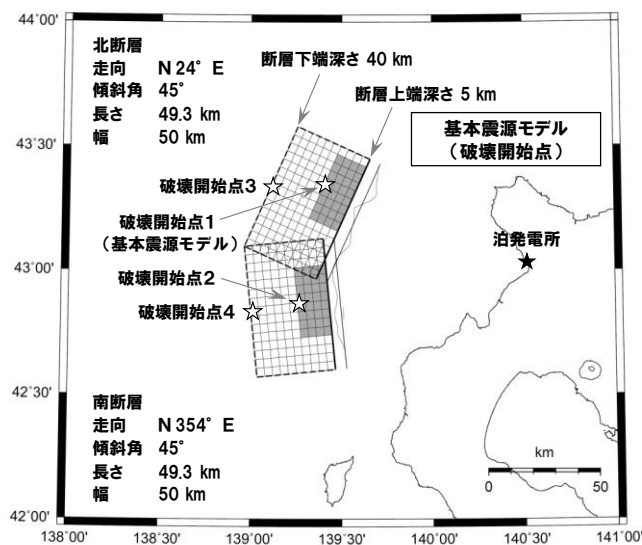 44°00'
43°30'
43°00'
42°30'
42°00'
138°00'
138°30'
139°00'
139°30'
140°00'
140°30'
141°00'
北断層
走向 N 24° E
傾斜角 45°
長さ 49.3 km
幅 50 km
断層下端深さ 40 km
断層上端深さ 5 km
基本震源モデル
（破壊開始点）
破壊開始点3
破壊開始点1
（基本震源モデル）
破壊開始点2
破壊開始点4
泊発電所
南断層
走向 N 354° E
傾斜角 45°
長さ 49.3 km
幅 50 km
km
0 50